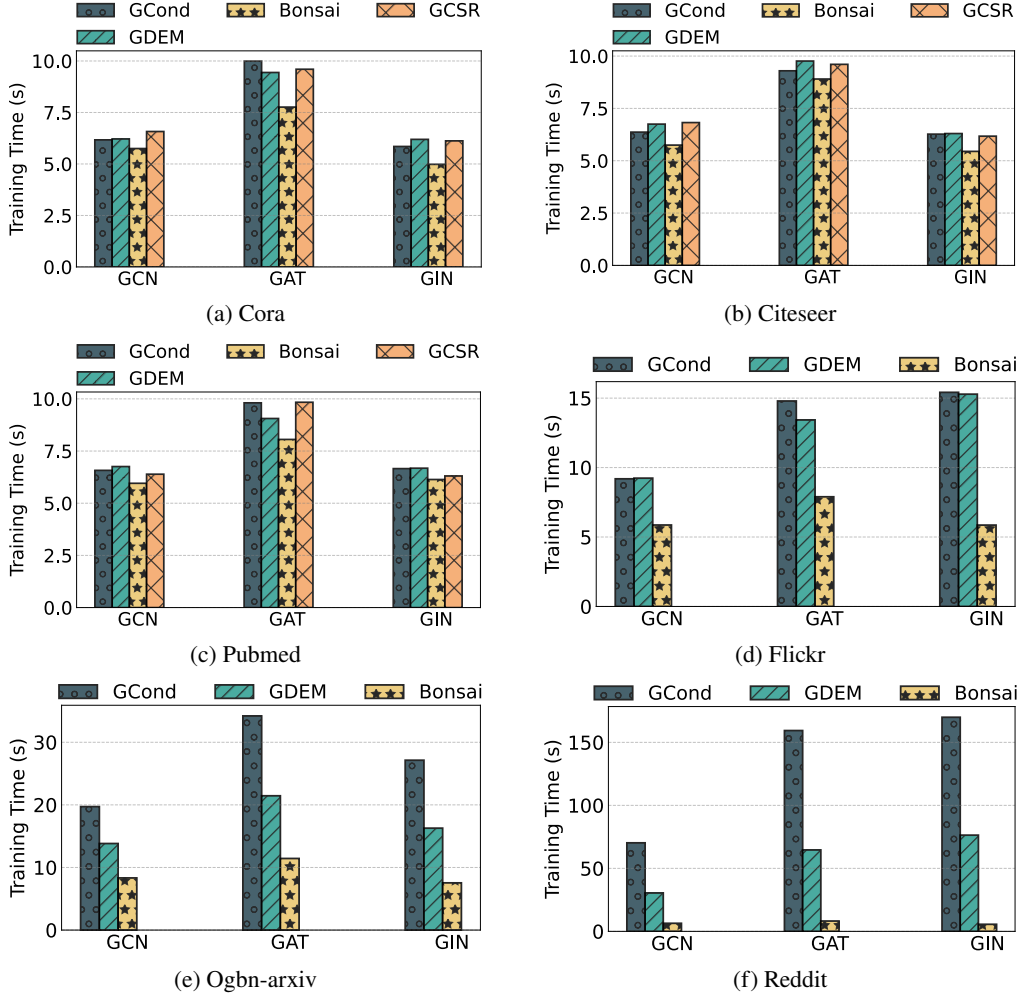 GCond Bonsai GCSR
GDEM
Training Time (s)
10.0
7.5
5.0
2.5
0.0
GCN GAT GIN
(a) Cora
GCond Bonsai GCSR
GDEM
Training Time (s)
10.0
7.5
5.0
2.5
0.0
GCN GAT GIN
(b) Citeseer
GCond Bonsai GCSR
GDEM
Training Time (s)
10.0
7.5
5.0
2.5
0.0
GCN GAT GIN
(c) Pubmed
GCond GDEM Bonsai
Training Time (s)
15
10
5
0
GCN GAT GIN
(d) Flickr
GCond GDEM Bonsai
Training Time (s)
30
20
10
0
GCN GAT GIN
(e) Ogbn-arxiv
GCond GDEM Bonsai
Training Time (s)
150
100
50
0
GCN GAT GIN
(f) Reddit